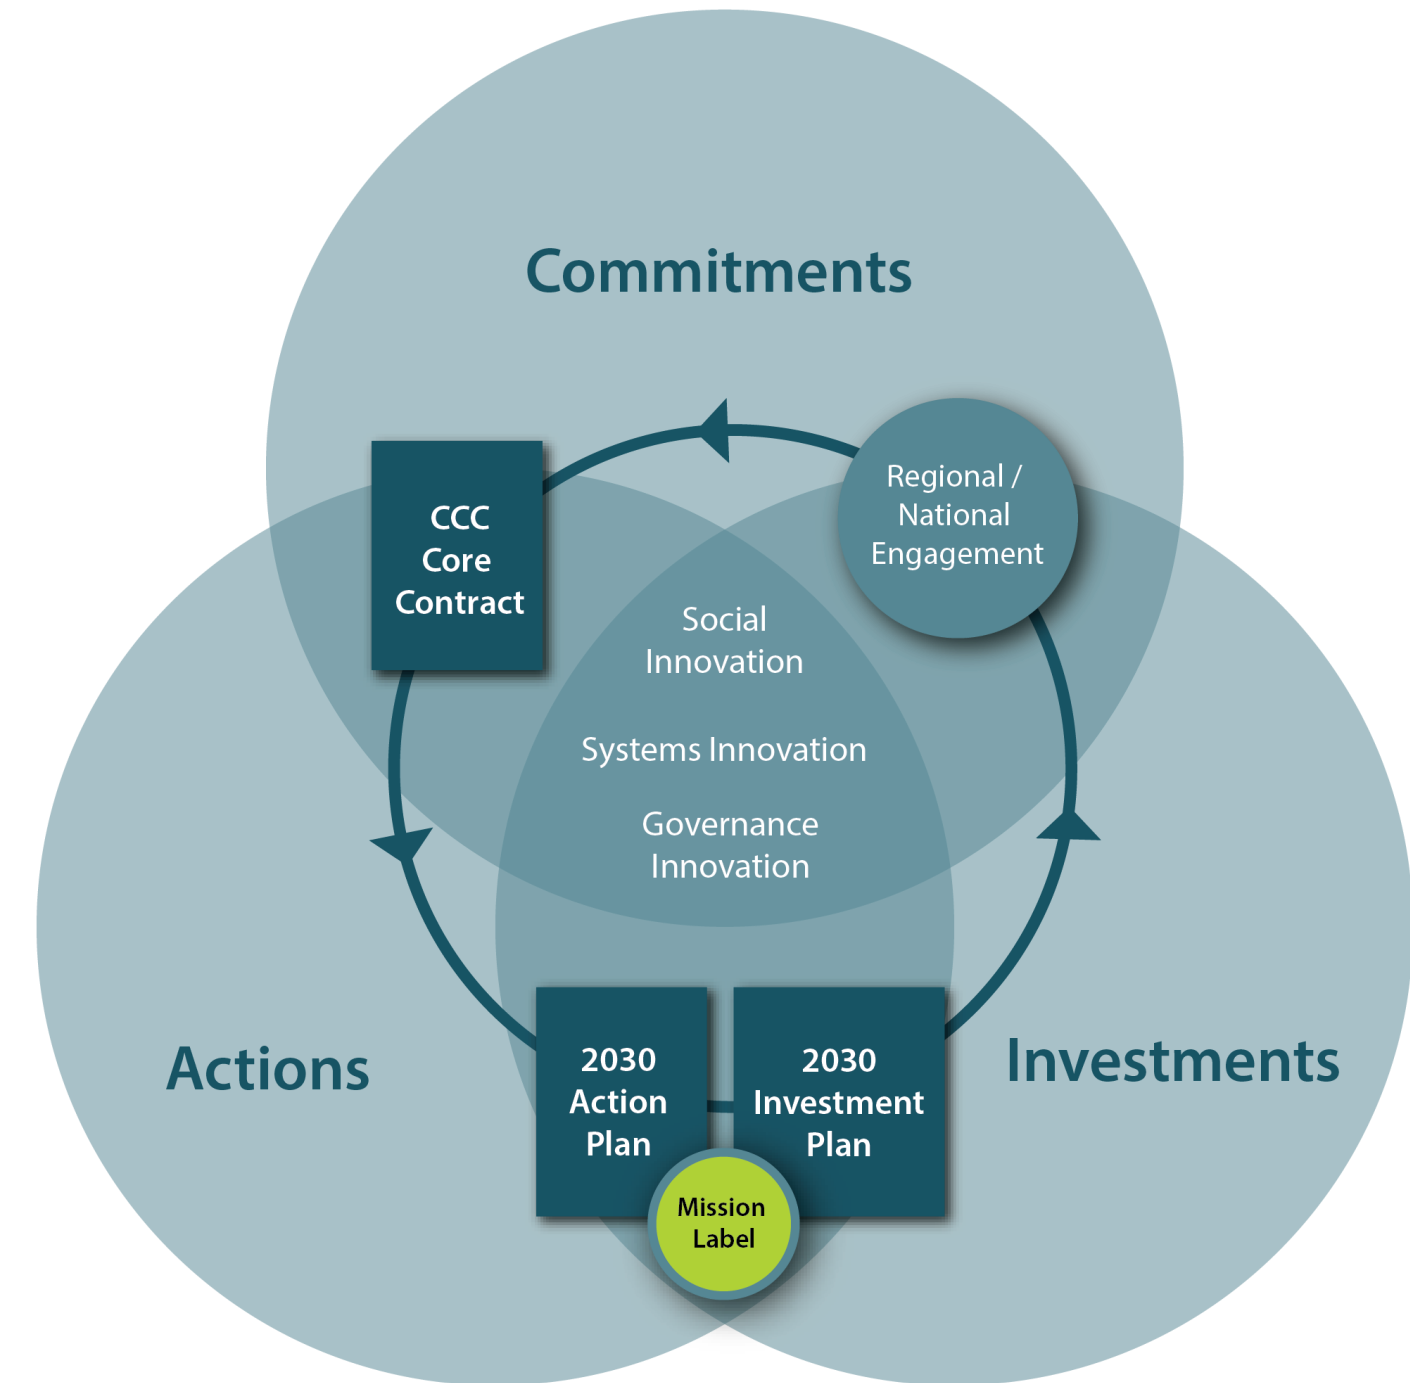 Commitments
Regional /
National
Engagement
CCC
Core
Contract
Social
Innovation
Systems Innovation
Governance
Innovation
Actions
Investments
2030
Action
Plan
2030
Investment
Plan
Mission
Label